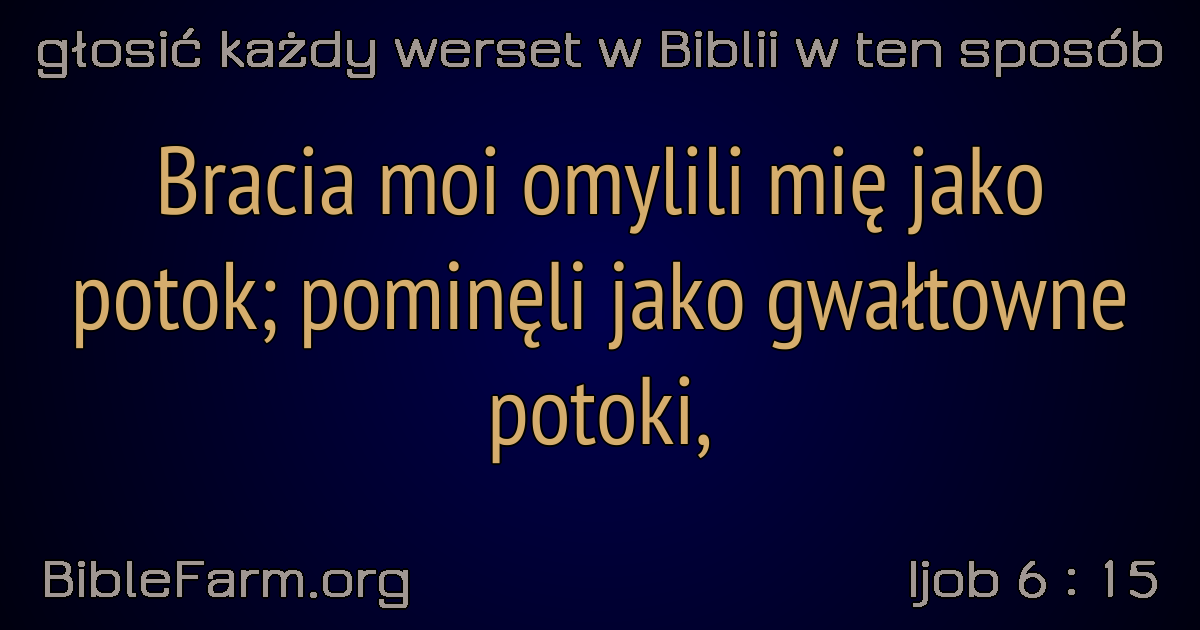 głosić każdy werset w Biblii w ten sposób
Bracia moi omylili mię jako
potok; pominęli jako gwałtowne
potoki,
BibleFarm.org
Ijob 6 : 15